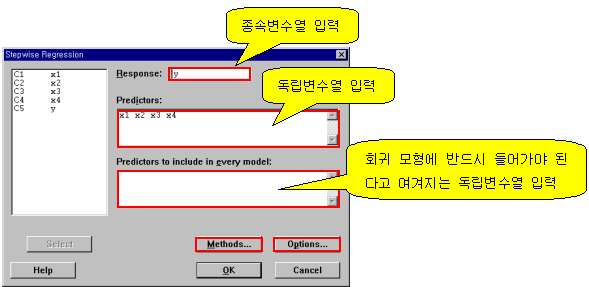 종속변수열 입력
Stepwise Regression
C1 x1
C2 x2
C3 x3
C4 x4
C5 y
Response: y
독립변수열 입력
Predictors:
x1 x2 x3 x4
Predictors to include in every model:
회귀 모형에 반드시 들어가야 된
다고 여겨지는 독립변수열 입력
Select
Methods...
Options...
Help
OK
Cancel